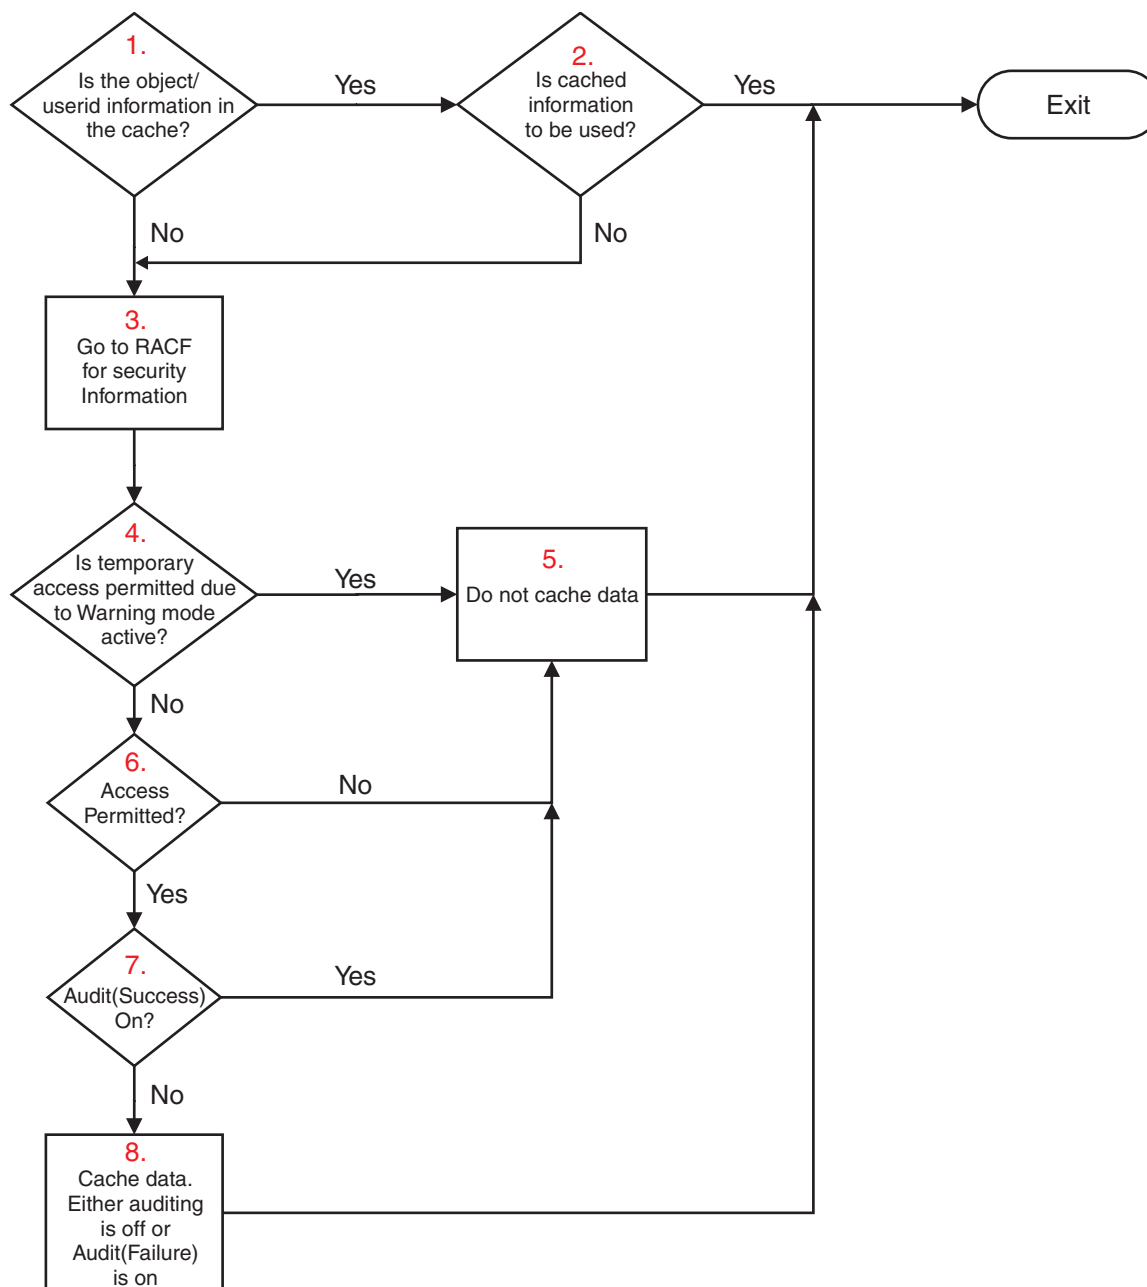 1.
Is the object/
userid information in
the cache?
Yes
2.
Is cached
information
to be used?
Yes
Exit
No
No
3.
Go to RACF
for security
Information
4.
Is temporary
access permitted due
to Warning mode
active?
Yes
5.
Do not cache data
No
6.
Access
Permitted?
No
Yes
7.
Audit(Success)
On?
Yes
No
8.
Cache data.
Either auditing
is off or
Audit(Failure)
is on